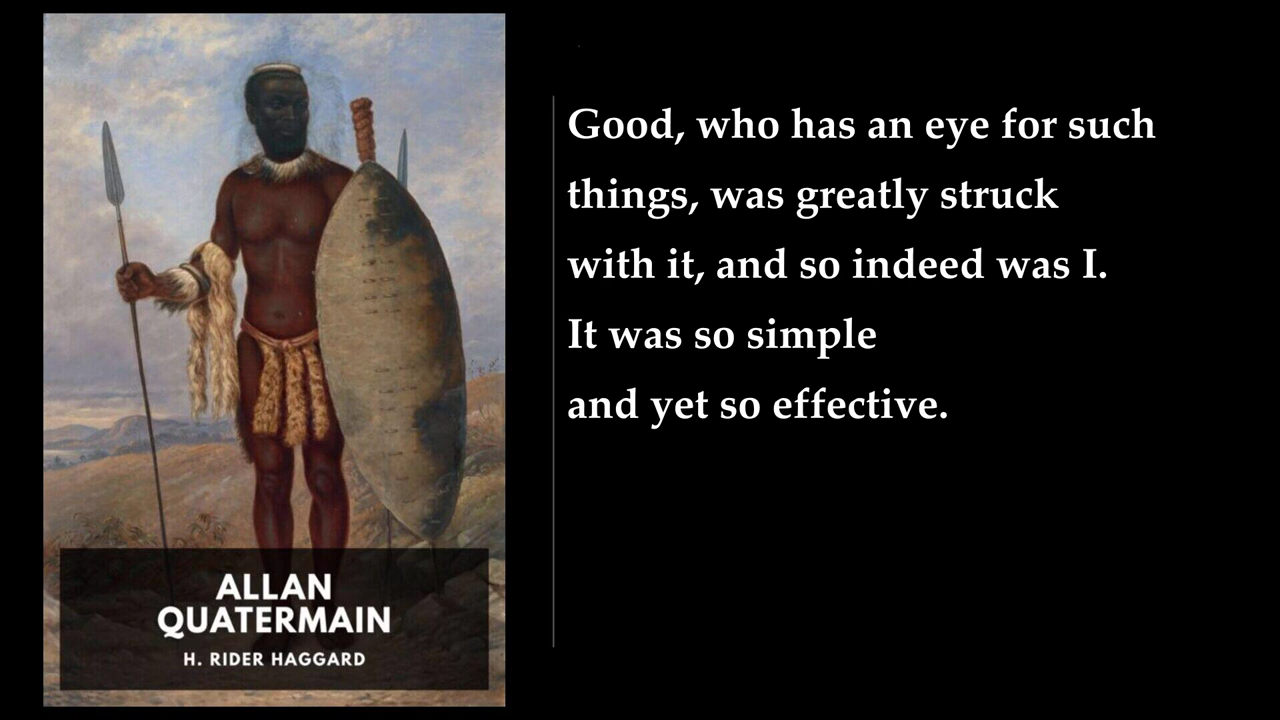 Good, who has an eye for such
things, was greatly struck
with it, and so indeed was I.
It was so simple
and yet so effective.
ALLAN
QUATERMAIN
H. RIDER HAGGARD